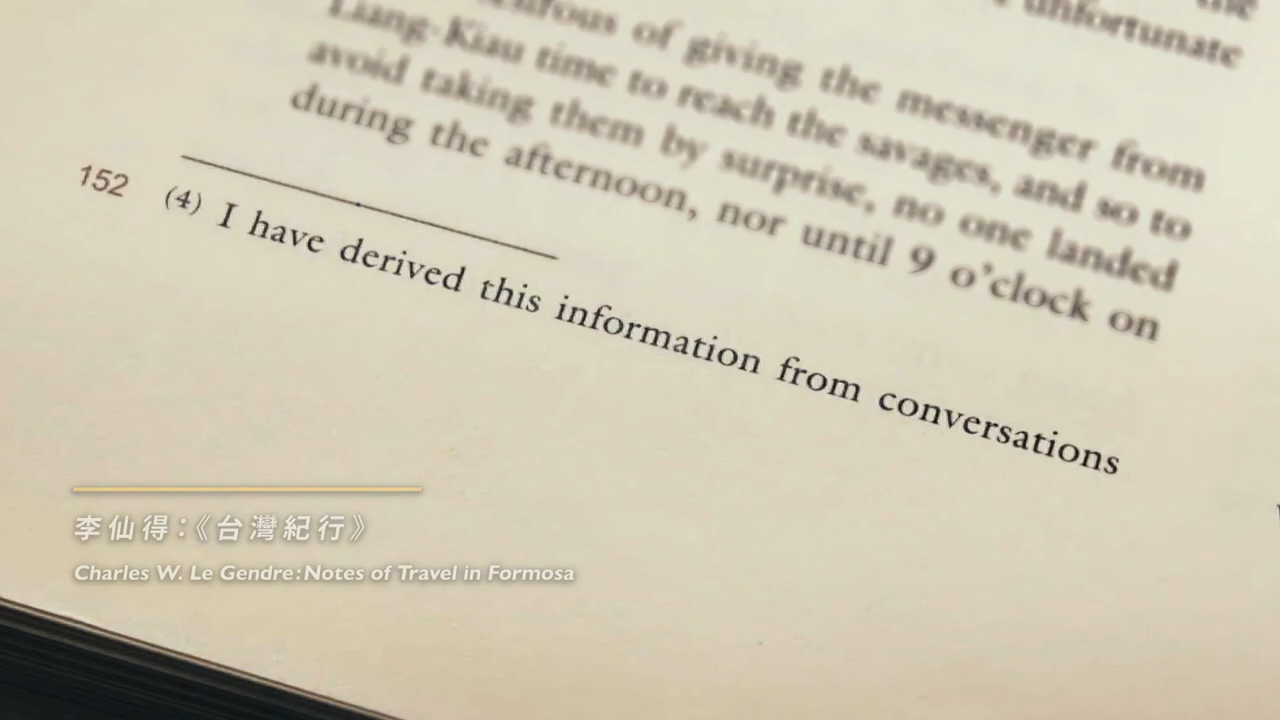 the
unfortunate
of giving the messenger from
Liang-Kiau time to reach the savages, and so to
avoid taking them by surprise, no one landed
during the afternoon, nor until 9 o'clock on
152 (4) I have derived this information from conversations
李仙得：《台灣紀行》
Charles W. Le Gendre:Notes of Travel in Formosa